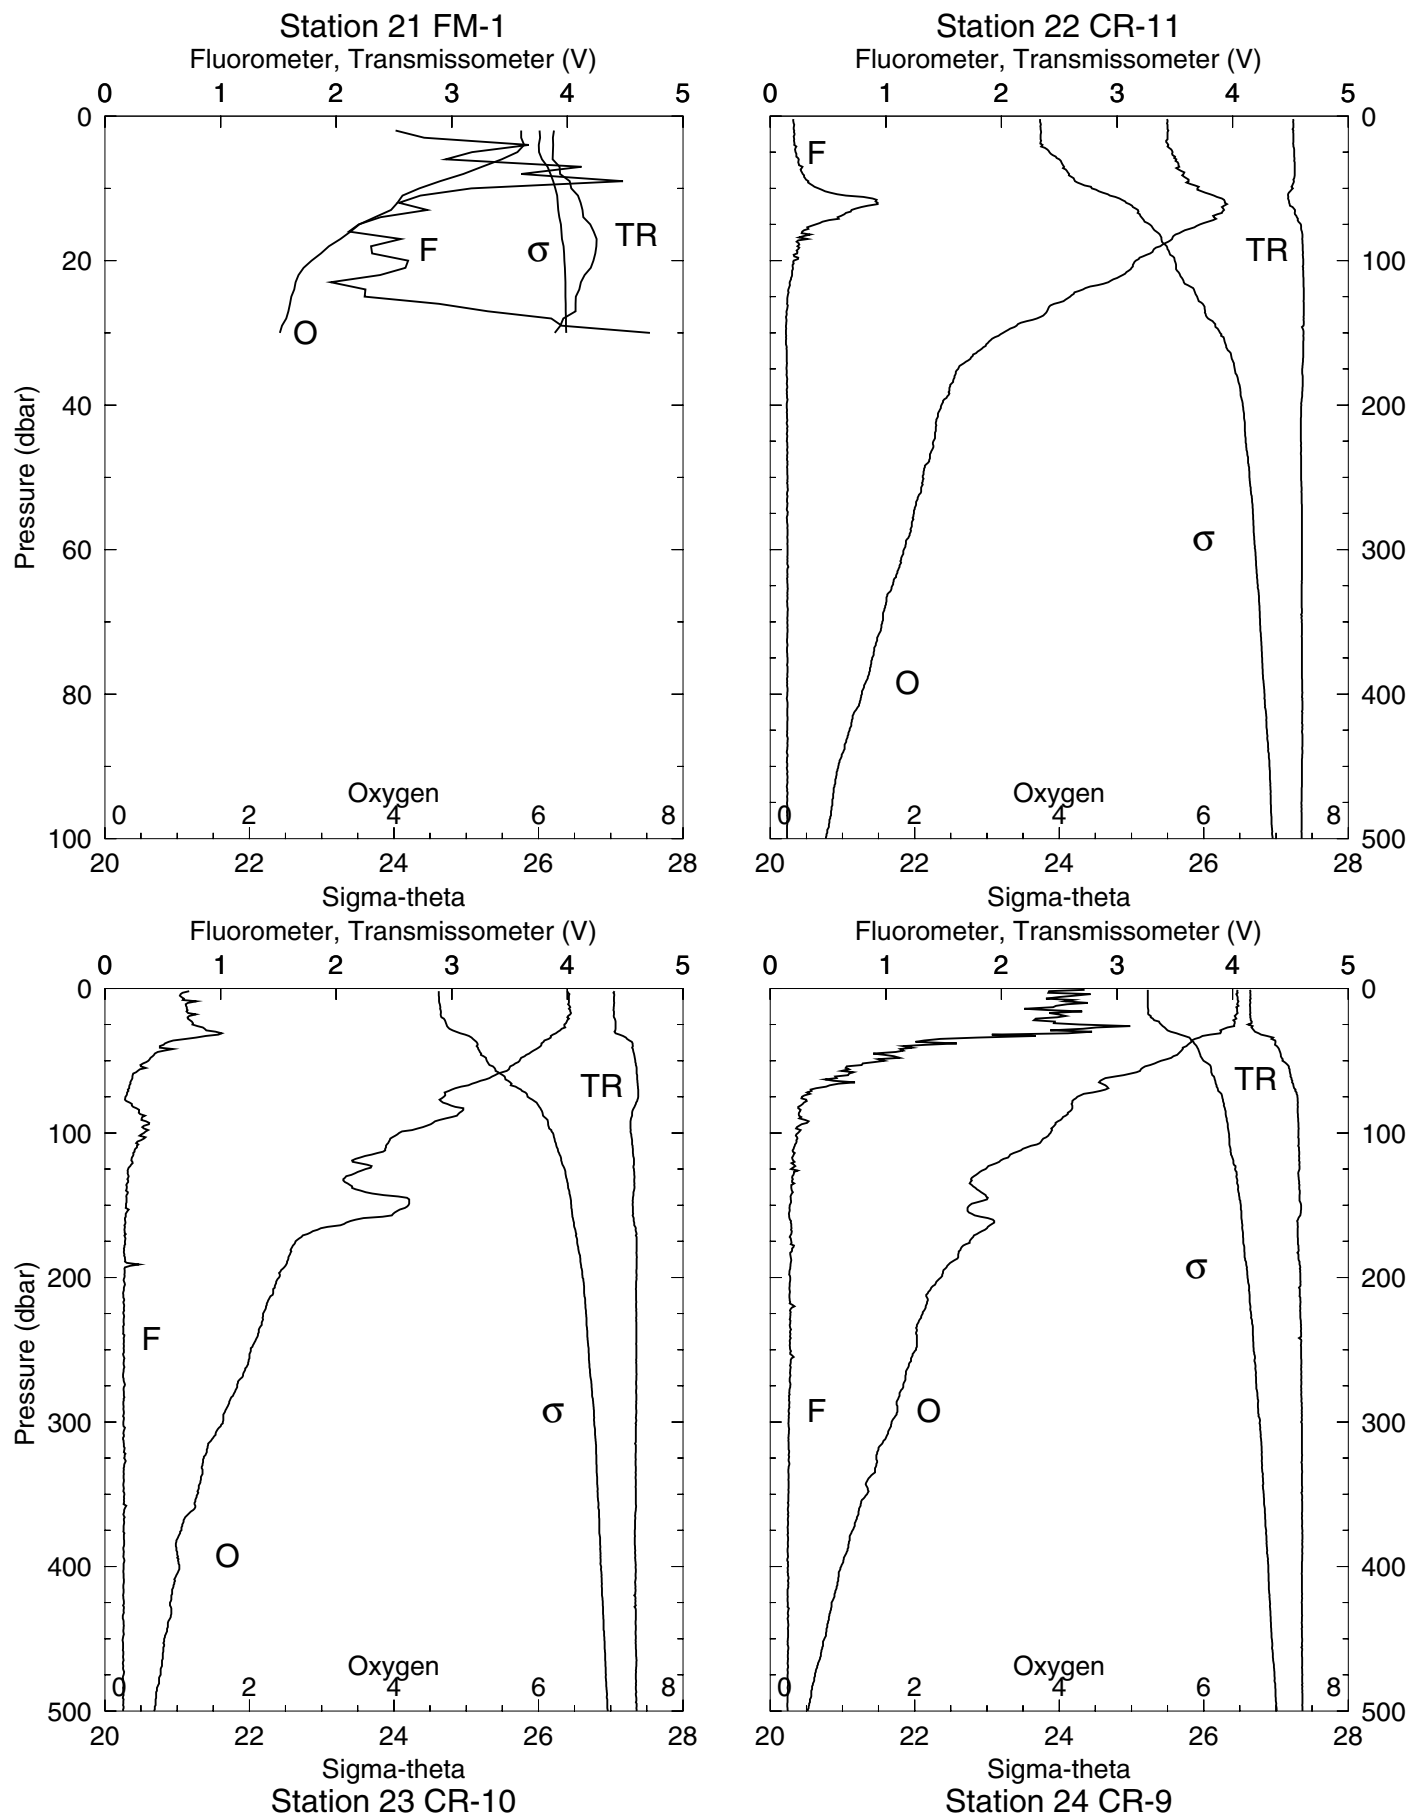 Station 21 FM-1
Fluorometer, Transmissometer (V)
0 1 2 3 4 5
0
20
40
60
80
100
Pressure (dbar)
F
σ
TR
O
Oxygen
0 2 4 6 8
20 22 24 26 28
Sigma-theta
Station 22 CR-11
Fluorometer, Transmissometer (V)
0 1 2 3 4 5
0
100
200
300
400
500
F
TR
σ
O
Oxygen
0 2 4 6 8
20 22 24 26 28
Sigma-theta
Fluorometer, Transmissometer (V)
0 1 2 3 4 5
0
100
200
300
400
500
Pressure (dbar)
TR
F
σ
O
Oxygen
0 2 4 6 8
20 22 24 26 28
Sigma-theta
Station 23 CR-10
Fluorometer, Transmissometer (V)
0 1 2 3 4 5
0
100
200
300
400
500
TR
σ
F
O
Oxygen
0 2 4 6 8
20 22 24 26 28
Sigma-theta
Station 24 CR-9